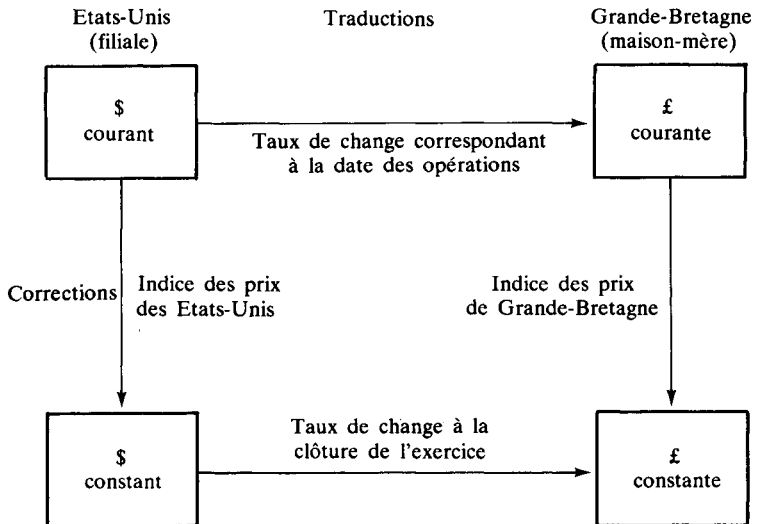 Etats-Unis
(filiale)
Traductions
Grande-Bretagne
(maison-mère)
$
courant
Taux de change correspondant
à la date des opérations
£
courante
Corrections
Indice des prix
des Etats-Unis
Indice des prix
de Grande-Bretagne
$
constant
Taux de change à la
clôture de l'exercice
£
constante